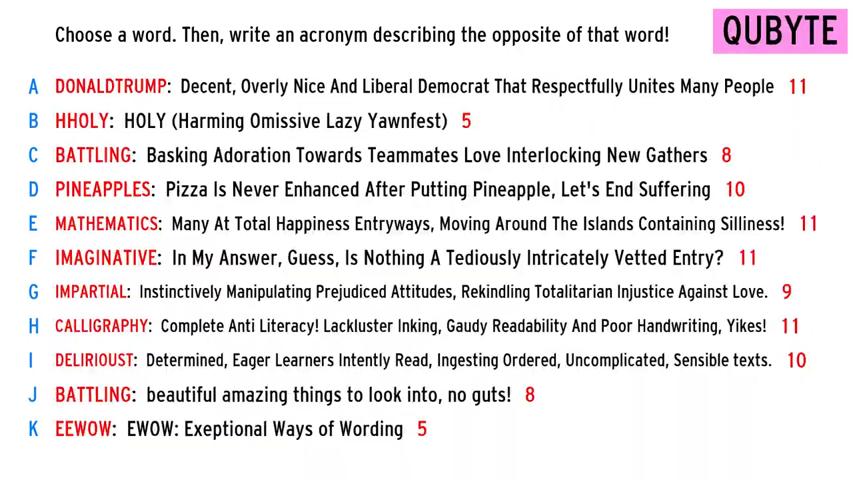 Choose a word. Then, write an acronym describing the opposite of that word!
QUBYTE
A DONALDTRUMP: Decent, Overly Nice And Liberal Democrat That Respectfully Unites Many People 11
B HHOLY: HOLY (Harming Omissive Lazy Yawnfest) 5
C BATTLING: Basking Adoration Towards Teammates Love Interlocking New Gathers 8
D PINEAPPLES: Pizza Is Never Enhanced After Putting Pineapple, Let's End Suffering 10
E MATHEMATICS: Many At Total Happiness Entryways, Moving Around The Islands Containing Silliness! 11
F IMAGINATIVE: In My Answer, Guess, Is Nothing A Tediously Intricately Vetted Entry? 11
G IMPARTIAL: Instinctively Manipulating Prejudiced Attitudes, Rekindling Totalitarian Injustice Against Love. 9
H CALLIGRAPHY: Complete Anti Literacy! Lackluster Inking, Gaudy Readability And Poor Handwriting, Yikes! 11
I DELIRIOUST: Determined, Eager Learners Intently Read, Ingesting Ordered, Uncomplicated, Sensible texts. 10
J BATTLING: beautiful amazing things to look into, no guts! 8
K EEWOW: EWOW: Exeptional Ways of Wording 5